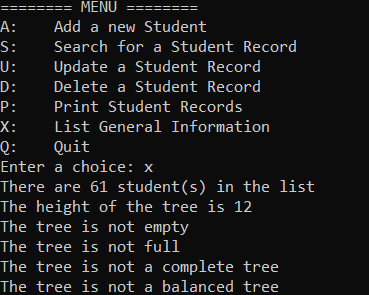 ======== MENU ========
A:    Add a new Student
S:    Search for a Student Record
U:    Update a Student Record
D:    Delete a Student Record
P:    Print Student Records
X:    List General Information
Q:    Quit
Enter a choice: x
There are 61 student(s) in the list
The height of the tree is 12
The tree is not empty
The tree is not full
The tree is not a complete tree
The tree is not a balanced tree